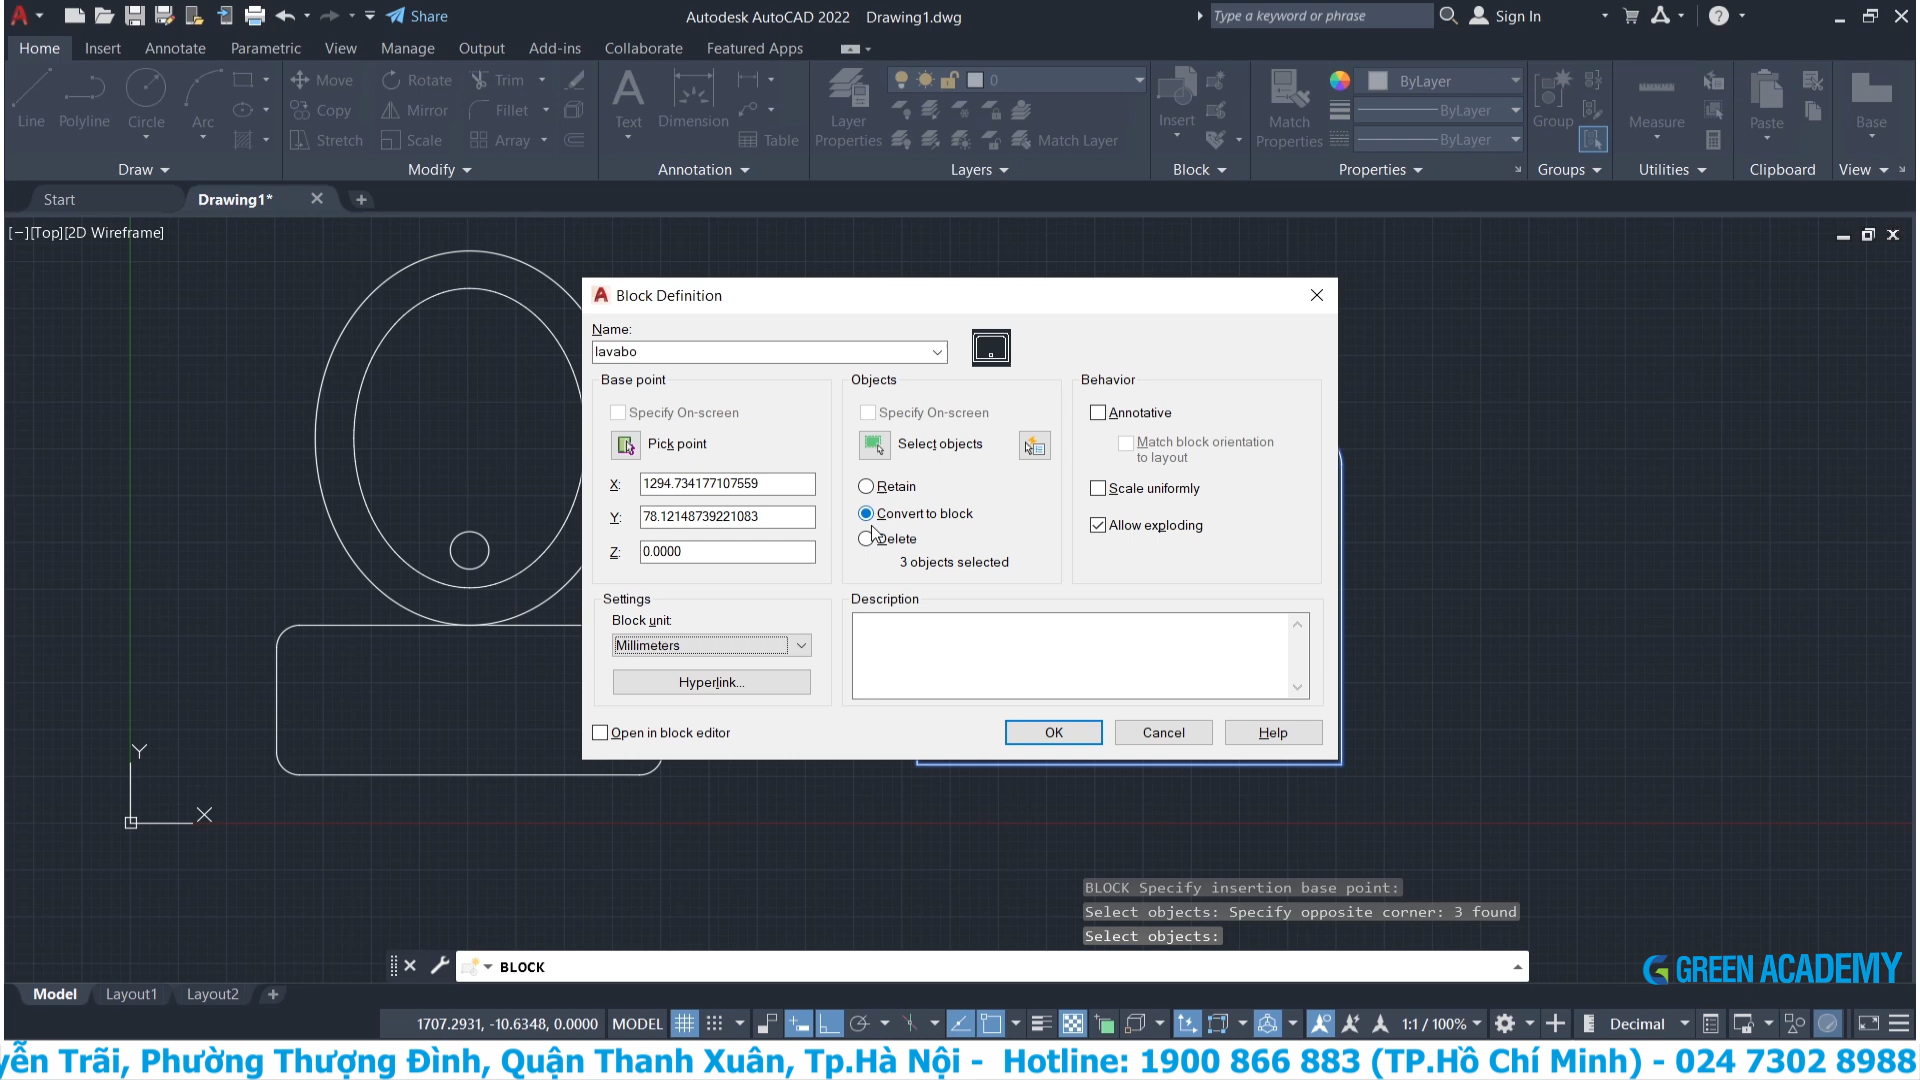 Share
Autodesk AutoCAD 2022 Drawing1.dwg
Type a keyword or phrase
Sign In
Home Insert Annotate Parametric View Manage Output Add-ins Collaborate Featured Apps
Line Polyline Circle Arc
Move Rotate Trim
Copy Mirror Fillet
Stretch Scale Array
Text Dimension Table
Layer Properties
0
Match Layer
Insert
Match Properties
ByLayer
ByLayer
ByLayer
Group
Measure
Paste
Base
Draw Modify Annotation Layers Block Properties Groups Utilities Clipboard View
Start Drawing1*
[−][Top][2D Wireframe]
Block Definition
Name:
lavabo
Base point
Specify On-screen
Pick point
X: 1294.734177107559
Y: 78.12148739221083
Z: 0.0000
Objects
Specify On-screen
Select objects
Retain
Convert to block
Delete
3 objects selected
Behavior
Annotative
Match block orientation
to layout
Scale uniformly
Allow exploding
Settings
Block unit:
Millimeters
Hyperlink...
Description
Open in block editor
OK Cancel Help
Y
X
BLOCK Specify insertion base point:
Select objects: Specify opposite corner: 3 found
Select objects:
BLOCK
GREEN ACADEMY
Model Layout1 Layout2
1707.2931, -10.6348, 0.0000 MODEL 1:1 / 100% Decimal
yễn Trãi, Phường Thượng Đình, Quận Thanh Xuân, Tp.Hà Nội - Hotline: 1900 866 883 (TP.Hồ Chí Minh) - 024 7302 8988